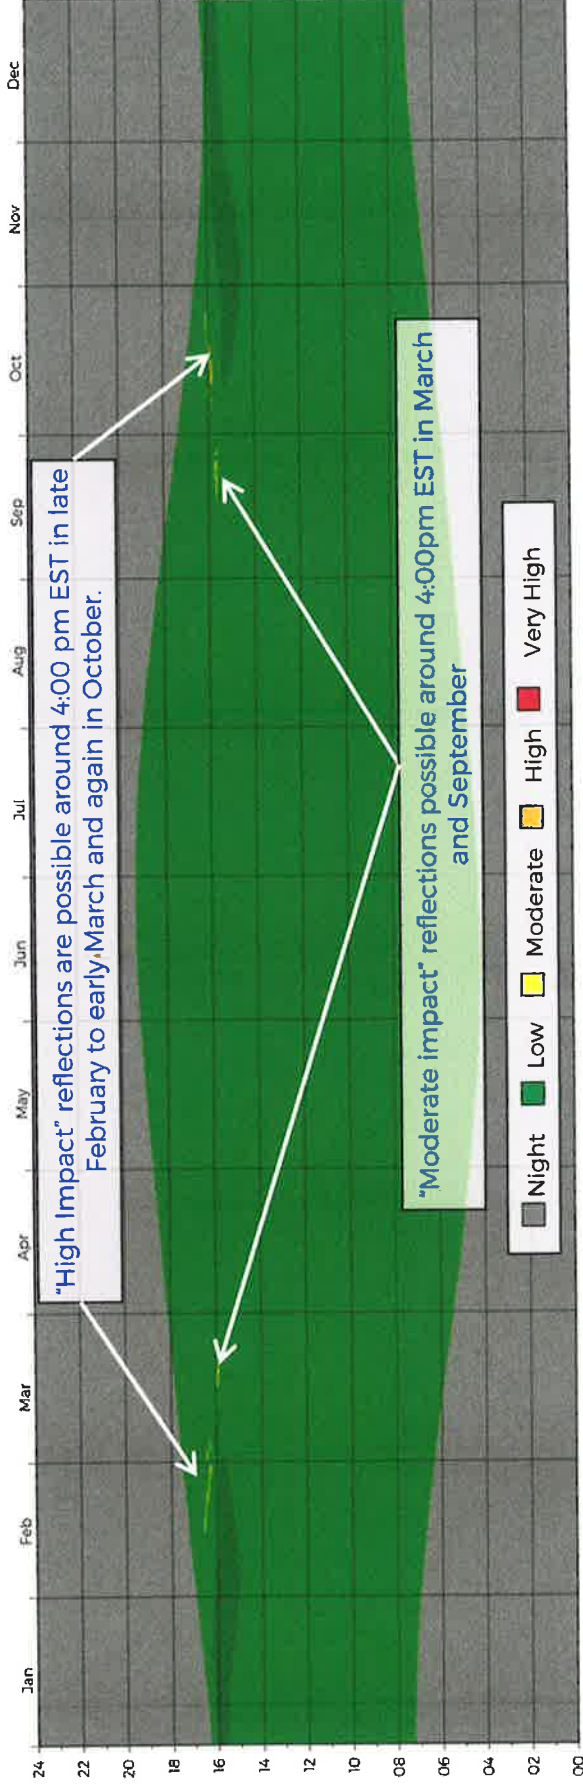 Jan Feb Mar Apr May Jun Jul Aug Sep Oct Nov Dec
24
22
20
18
16
14
12
10
08
06
04
02
00
"High Impact" reflections are possible around 4:00 pm EST in late
February to early March and again in October.
"Moderate impact" reflections possible around 4:00pm EST in March
and September
Night Low Moderate High Very High